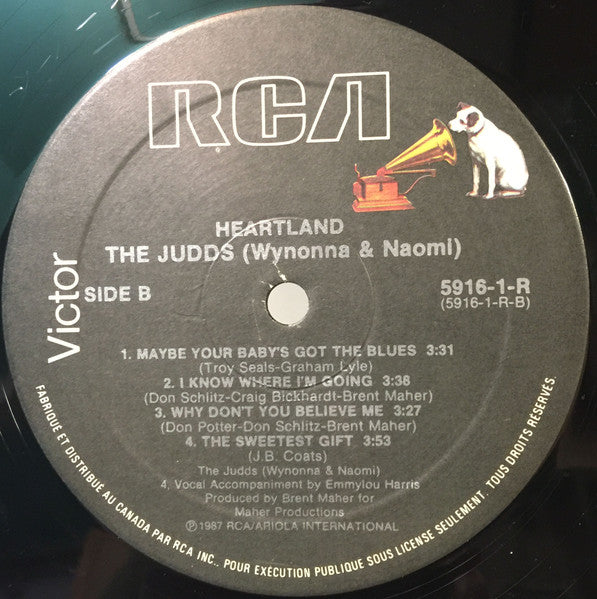 RCA
Victor
HEARTLAND
THE JUDDS (Wynonna & Naomi)
SIDE B
5916-1-R
(5916-1-R-B)
1. MAYBE YOUR BABY'S GOT THE BLUES 3:31
(Troy Seals-Graham Lyle)
2. I KNOW WHERE I'M GOING 3:38
(Don Schlitz-Craig Bickhardt-Brent Maher)
3. WHY DON'T YOU BELIEVE ME 3:27
(Don Potter-Don Schlitz-Brent Maher)
4. THE SWEETEST GIFT 3:53
(J.B. Coats)
The Judds (Wynonna & Naomi)
4. Vocal Accompaniment by Emmylou Harris
Produced by Brent Maher for
Maher Productions
℗1987 RCA/ARIOLA INTERNATIONAL
FABRIQUÉ ET DISTRIBUÉ AU CANADA PAR RCA INC., POUR EXÉCUTION PUBLIQUE SOUS LICENSE SEULEMENT. TOUS DROITS RÉSERVÉS.